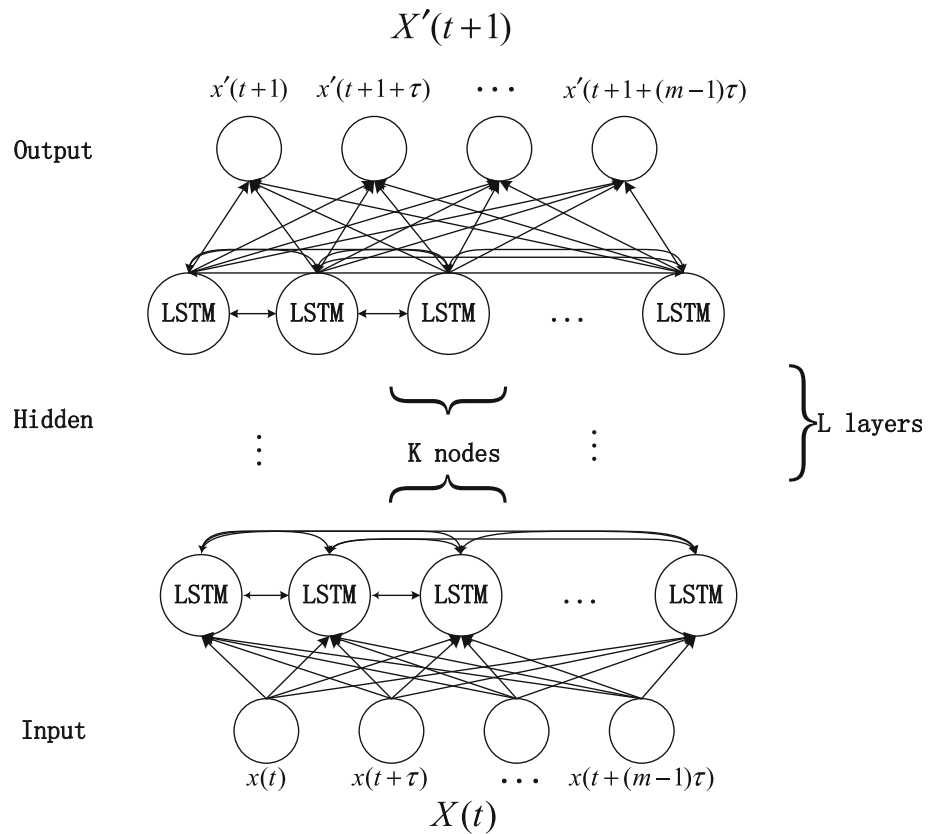 X′(t+1)
x′(t+1) x′(t+1+τ) ··· x′(t+1+(m−1)τ)
Output
LSTM LSTM LSTM ... LSTM
Hidden
K nodes
L layers
LSTM LSTM LSTM ... LSTM
Input
x(t) x(t+τ) ... x(t+(m−1)τ)
X(t)